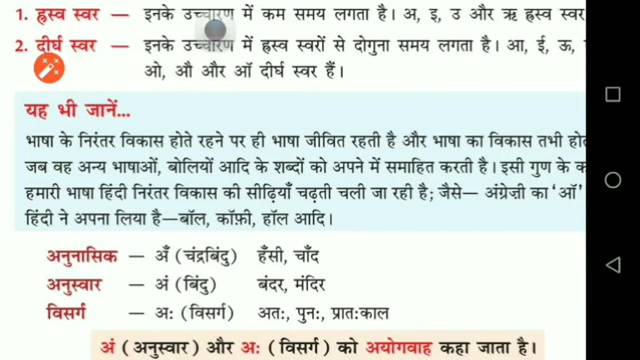 1. ह्रस्व स्वर — इनके उच्चारण में कम समय लगता है। अ, इ, उ और ऋ ह्रस्व स्वर
2. दीर्घ स्वर — इनके उच्चारण में ह्रस्व स्वरों से दोगुना समय लगता है। आ, ई, ऊ,
ओ, औ और ऑ दीर्घ स्वर हैं।
यह भी जानें...
भाषा के निरंतर विकास होते रहने पर ही भाषा जीवित रहती है और भाषा का विकास तभी
जब वह अन्य भाषाओं, बोलियों आदि के शब्दों को अपने में समाहित करती है। इसी गुण के
हमारी भाषा हिंदी निरंतर विकास की सीढ़ियाँ चढ़ती चली जा रही है; जैसे— अंग्रेज़ी का ‘ऑ’
हिंदी ने अपना लिया है—बॉल, कॉफ़ी, हॉल आदि।
अनुनासिक — अँ (चंद्रबिंदु) हँसी, चाँद
अनुस्वार — अं (बिंदु) बंदर, मंदिर
विसर्ग — अः (विसर्ग) अतः, पुनः, प्रातःकाल
अं (अनुस्वार) और अः (विसर्ग) को अयोगवाह कहा जाता है।